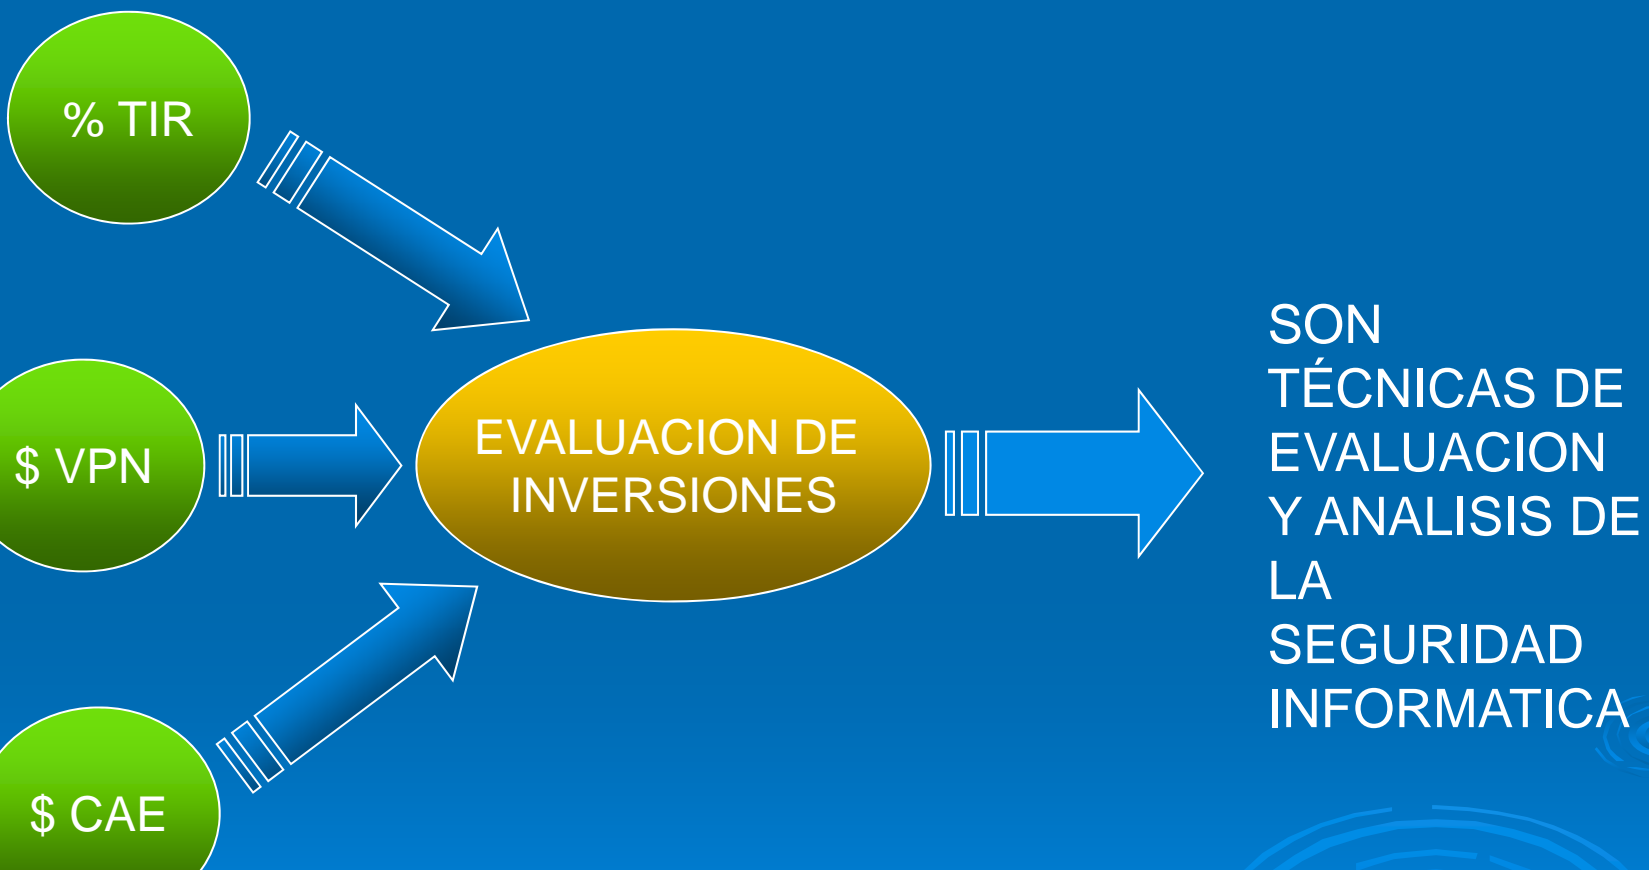 % TIR
$ VPN
$ CAE
EVALUACION DE
INVERSIONES
SON
TÉCNICAS DE
EVALUACION
Y ANALISIS DE
LA
SEGURIDAD
INFORMATICA